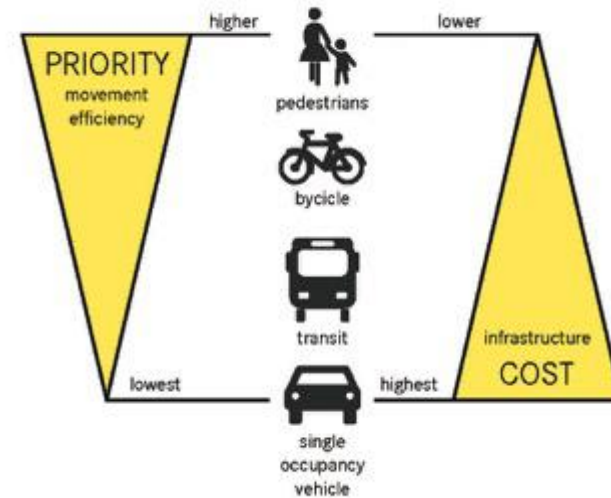 higher
lower
PRIORITY
movement
efficiency
pedestrians
bycicle
transit
infrastructure
COST
lowest
highest
single
occupancy
vehicle